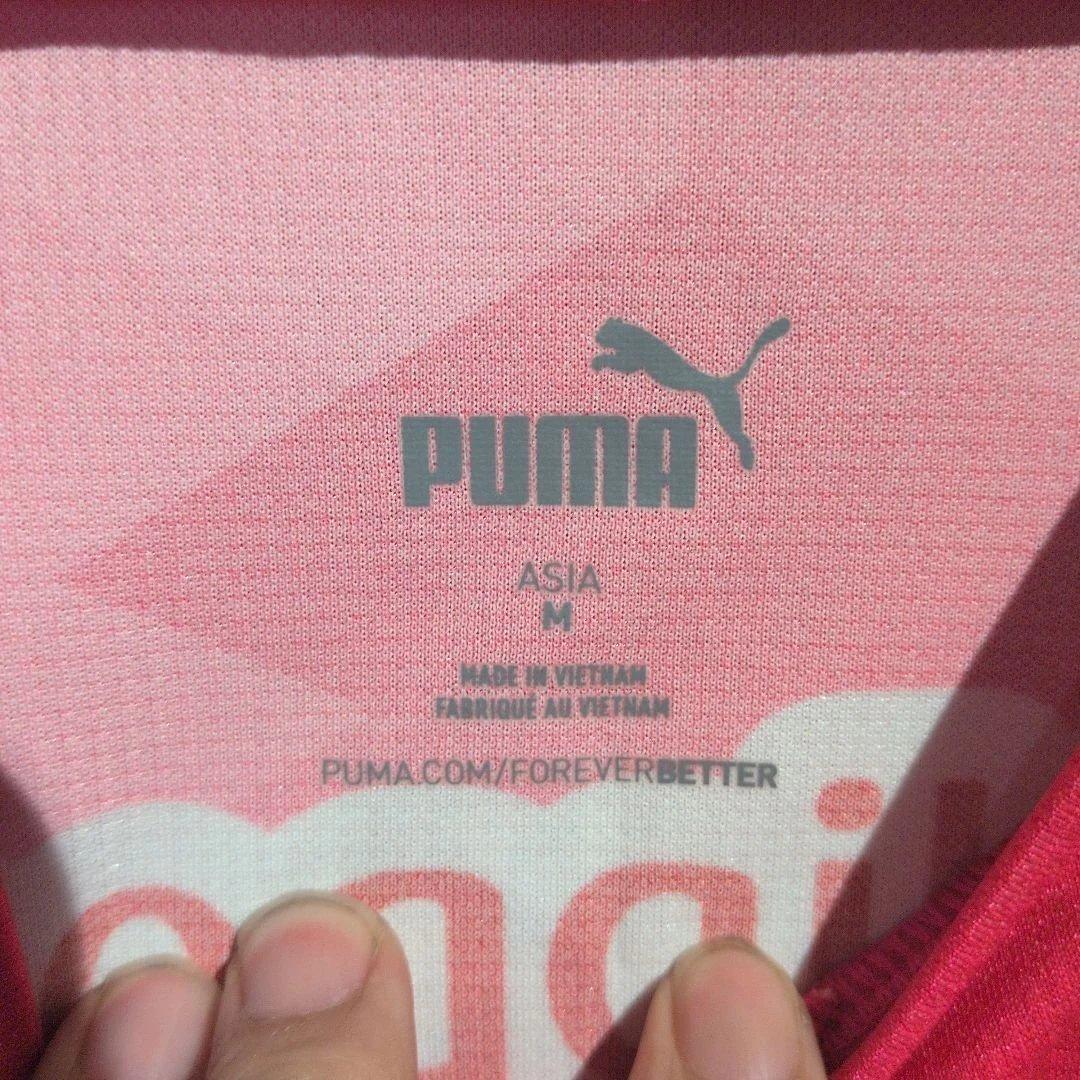 PUMA
ASIA
M
MADE IN VIETNAM
FABRIQUÉ AU VIETNAM
PUMA.COM/FOREVERBETTER